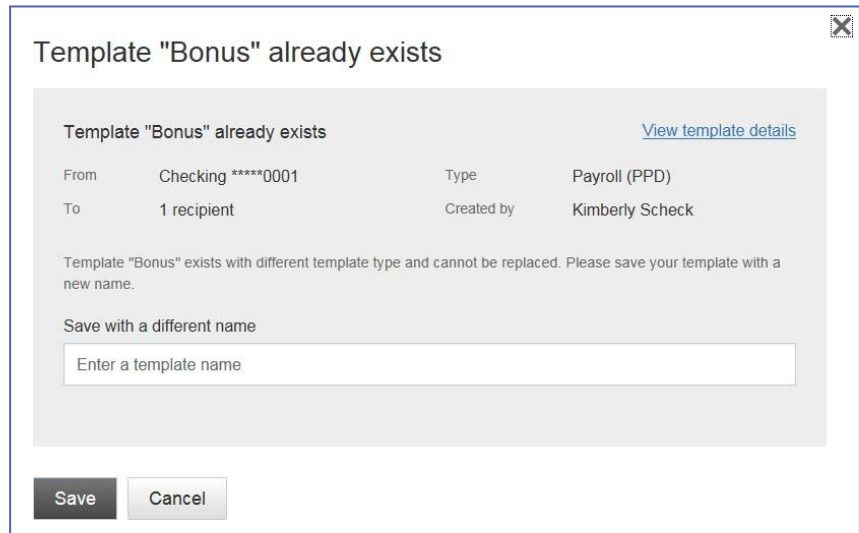 Template "Bonus" already exists
Template "Bonus" already exists
View template details
From Checking *****0001 Type Payroll (PPD)
To 1 recipient Created by Kimberly Scheck
Template "Bonus" exists with different template type and cannot be replaced. Please save your template with a
new name.
Save with a different name
Enter a template name
Save Cancel